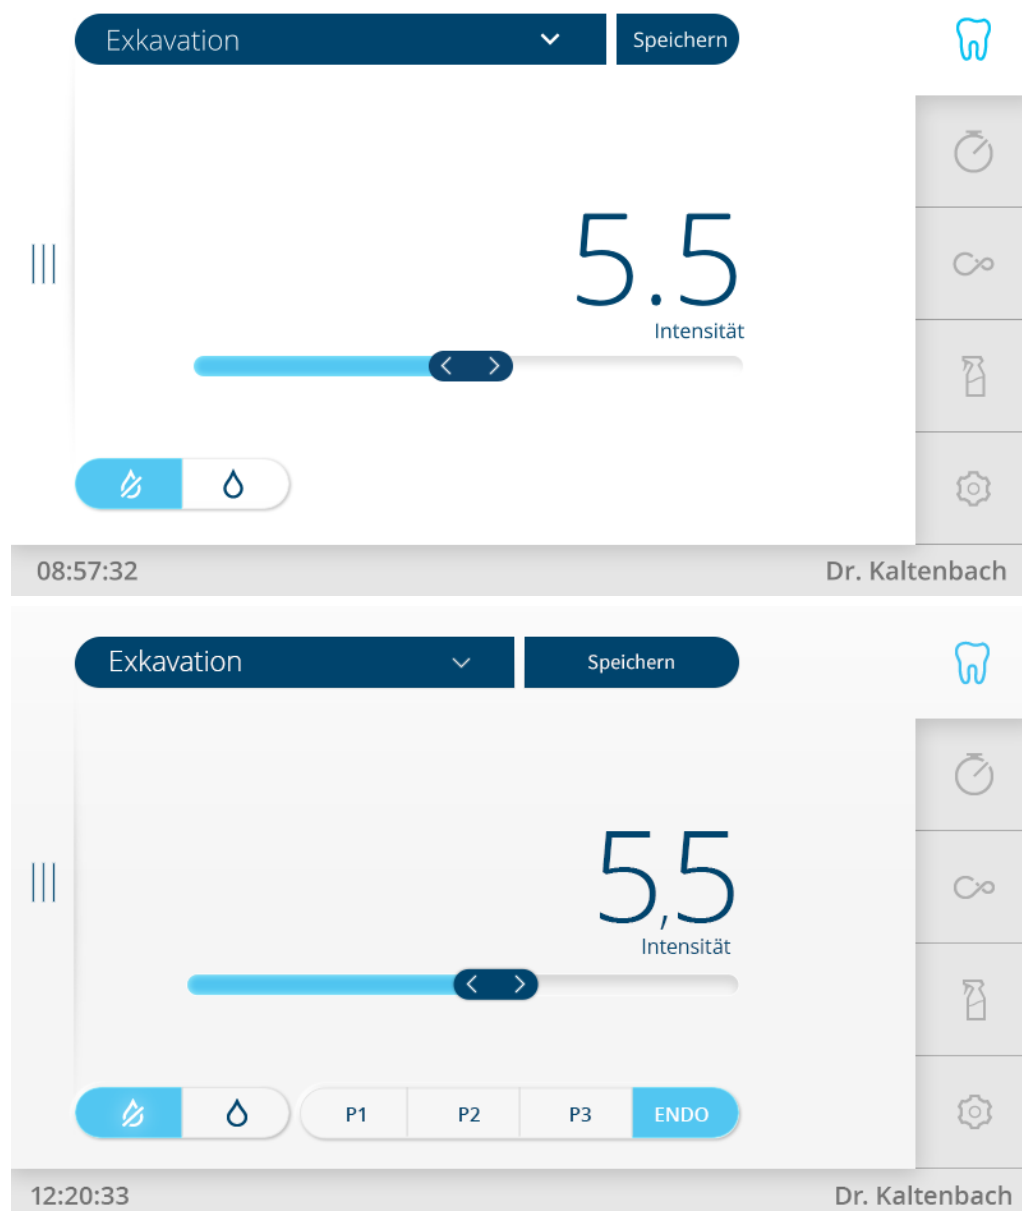 Exkavation
Speichern
5.5
Intensität
08:57:32
Dr. Kaltenbach
Exkavation
Speichern
5,5
Intensität
P1
P2
P3
ENDO
12:20:33
Dr. Kaltenbach